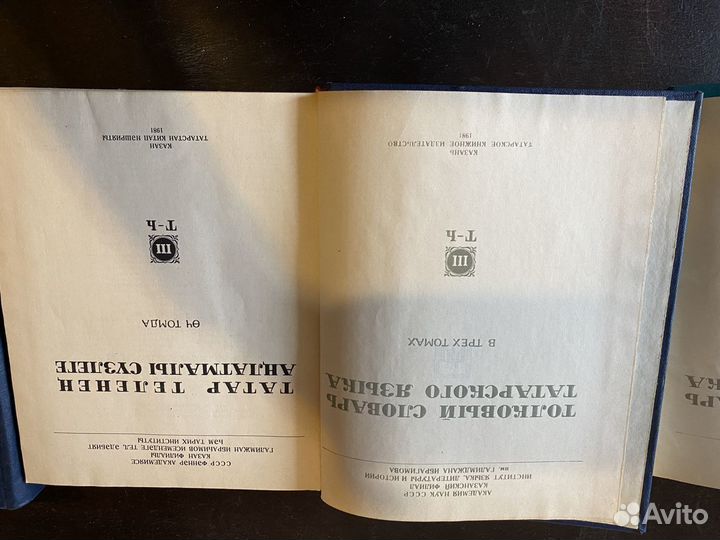 СССР ФӘННӘР АКАДЕМИЯСЕ
КАЗАН ФИЛИАЛЫ
ГАЛИМҖАН ИБРАҺИМОВ ИСЕМЕНДӘГЕ ТЕЛ, ӘДӘБИЯТ
ҺӘМ ТАРИХ ИНСТИТУТЫ
ТАТАР ТЕЛЕНЕҢ
АҢЛАТМАЛЫ СҮЗЛЕГЕ
ӨЧ ТОМДА
III
Т-Һ
КАЗАН
ТАТАРСТАН КИТАП НӘШРИЯТЫ
1981
АКАДЕМИЯ НАУК СССР
КАЗАНСКИЙ ФИЛИАЛ
ИНСТИТУТ ЯЗЫКА, ЛИТЕРАТУРЫ И ИСТОРИИ
им. ГАЛИМДЖАНА ИБРАГИМОВА
ТОЛКОВЫЙ СЛОВАРЬ
ТАТАРСКОГО ЯЗЫКА
В ТРЕХ ТОМАХ
III
Т-Һ
КАЗАНЬ
ТАТАРСКОЕ КНИЖНОЕ ИЗДАТЕЛЬСТВО
1981
Avito